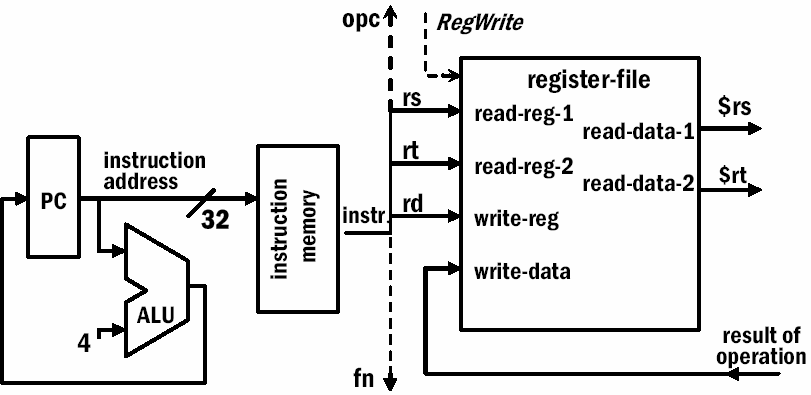 opc
RegWrite
register-file
rs
read-reg-1
$rs
read-data-1
rt
read-reg-2
$rt
read-data-2
instruction
address
PC
32
instruction
memory
instr.
rd
write-reg
write-data
ALU
4
fn
result of
operation